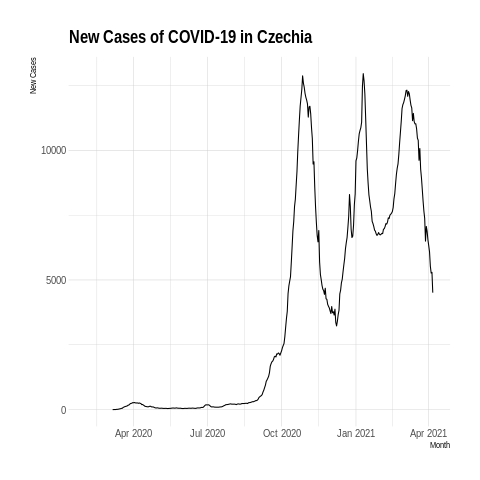 New Cases of COVID-19 in Czechia
New Cases
10000
5000
0
Apr 2020
Jul 2020
Oct 2020
Jan 2021
Apr 2021
Month